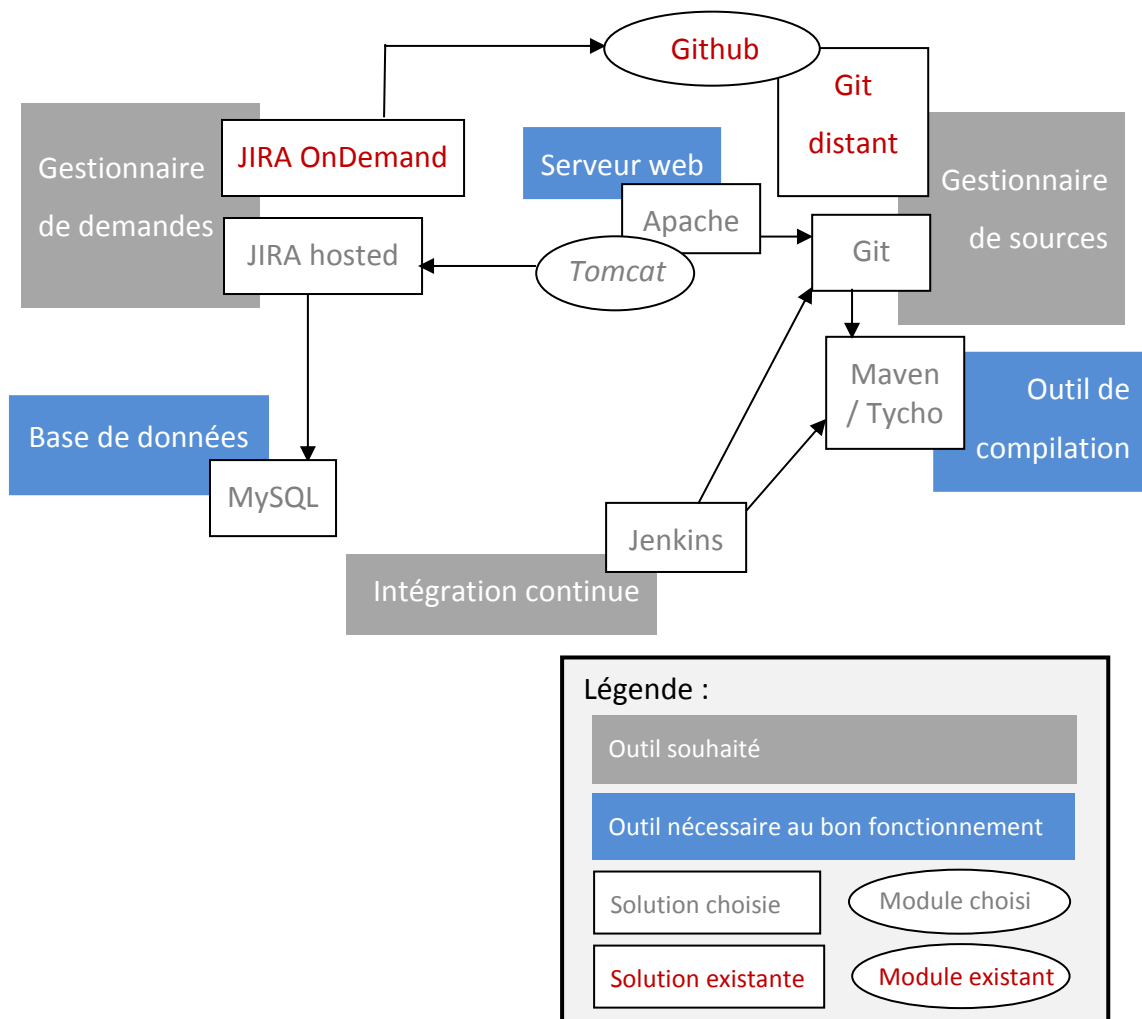 Github
Git
distant
JIRA OnDemand
Gestionnaire
de demandes
Serveur web
Gestionnaire
de sources
Apache
JIRA hosted
Tomcat
Git
Maven
/ Tycho
Outil de
compilation
Base de données
MySQL
Jenkins
Intégration continue
Légende :
Outil souhaité
Outil nécessaire au bon fonctionnement
Solution choisie
Module choisi
Solution existante
Module existant